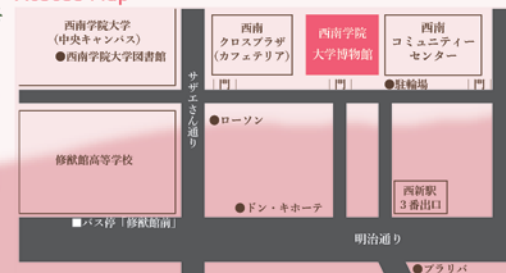 Access Map
西南学院大学
(中央キャンパス)
●西南学院大学図書館
西南
クロスプラザ
(カフェテリア)
西南学院
大学博物館
西南
コミュニティー
センター
門
門
●駐輪場
門
サザエさん通り
●ローソン
修猷館高等学校
西新駅
3番出口
●ドン・キホーテ
■バス停「修猷館前」
明治通り
●プラリバ